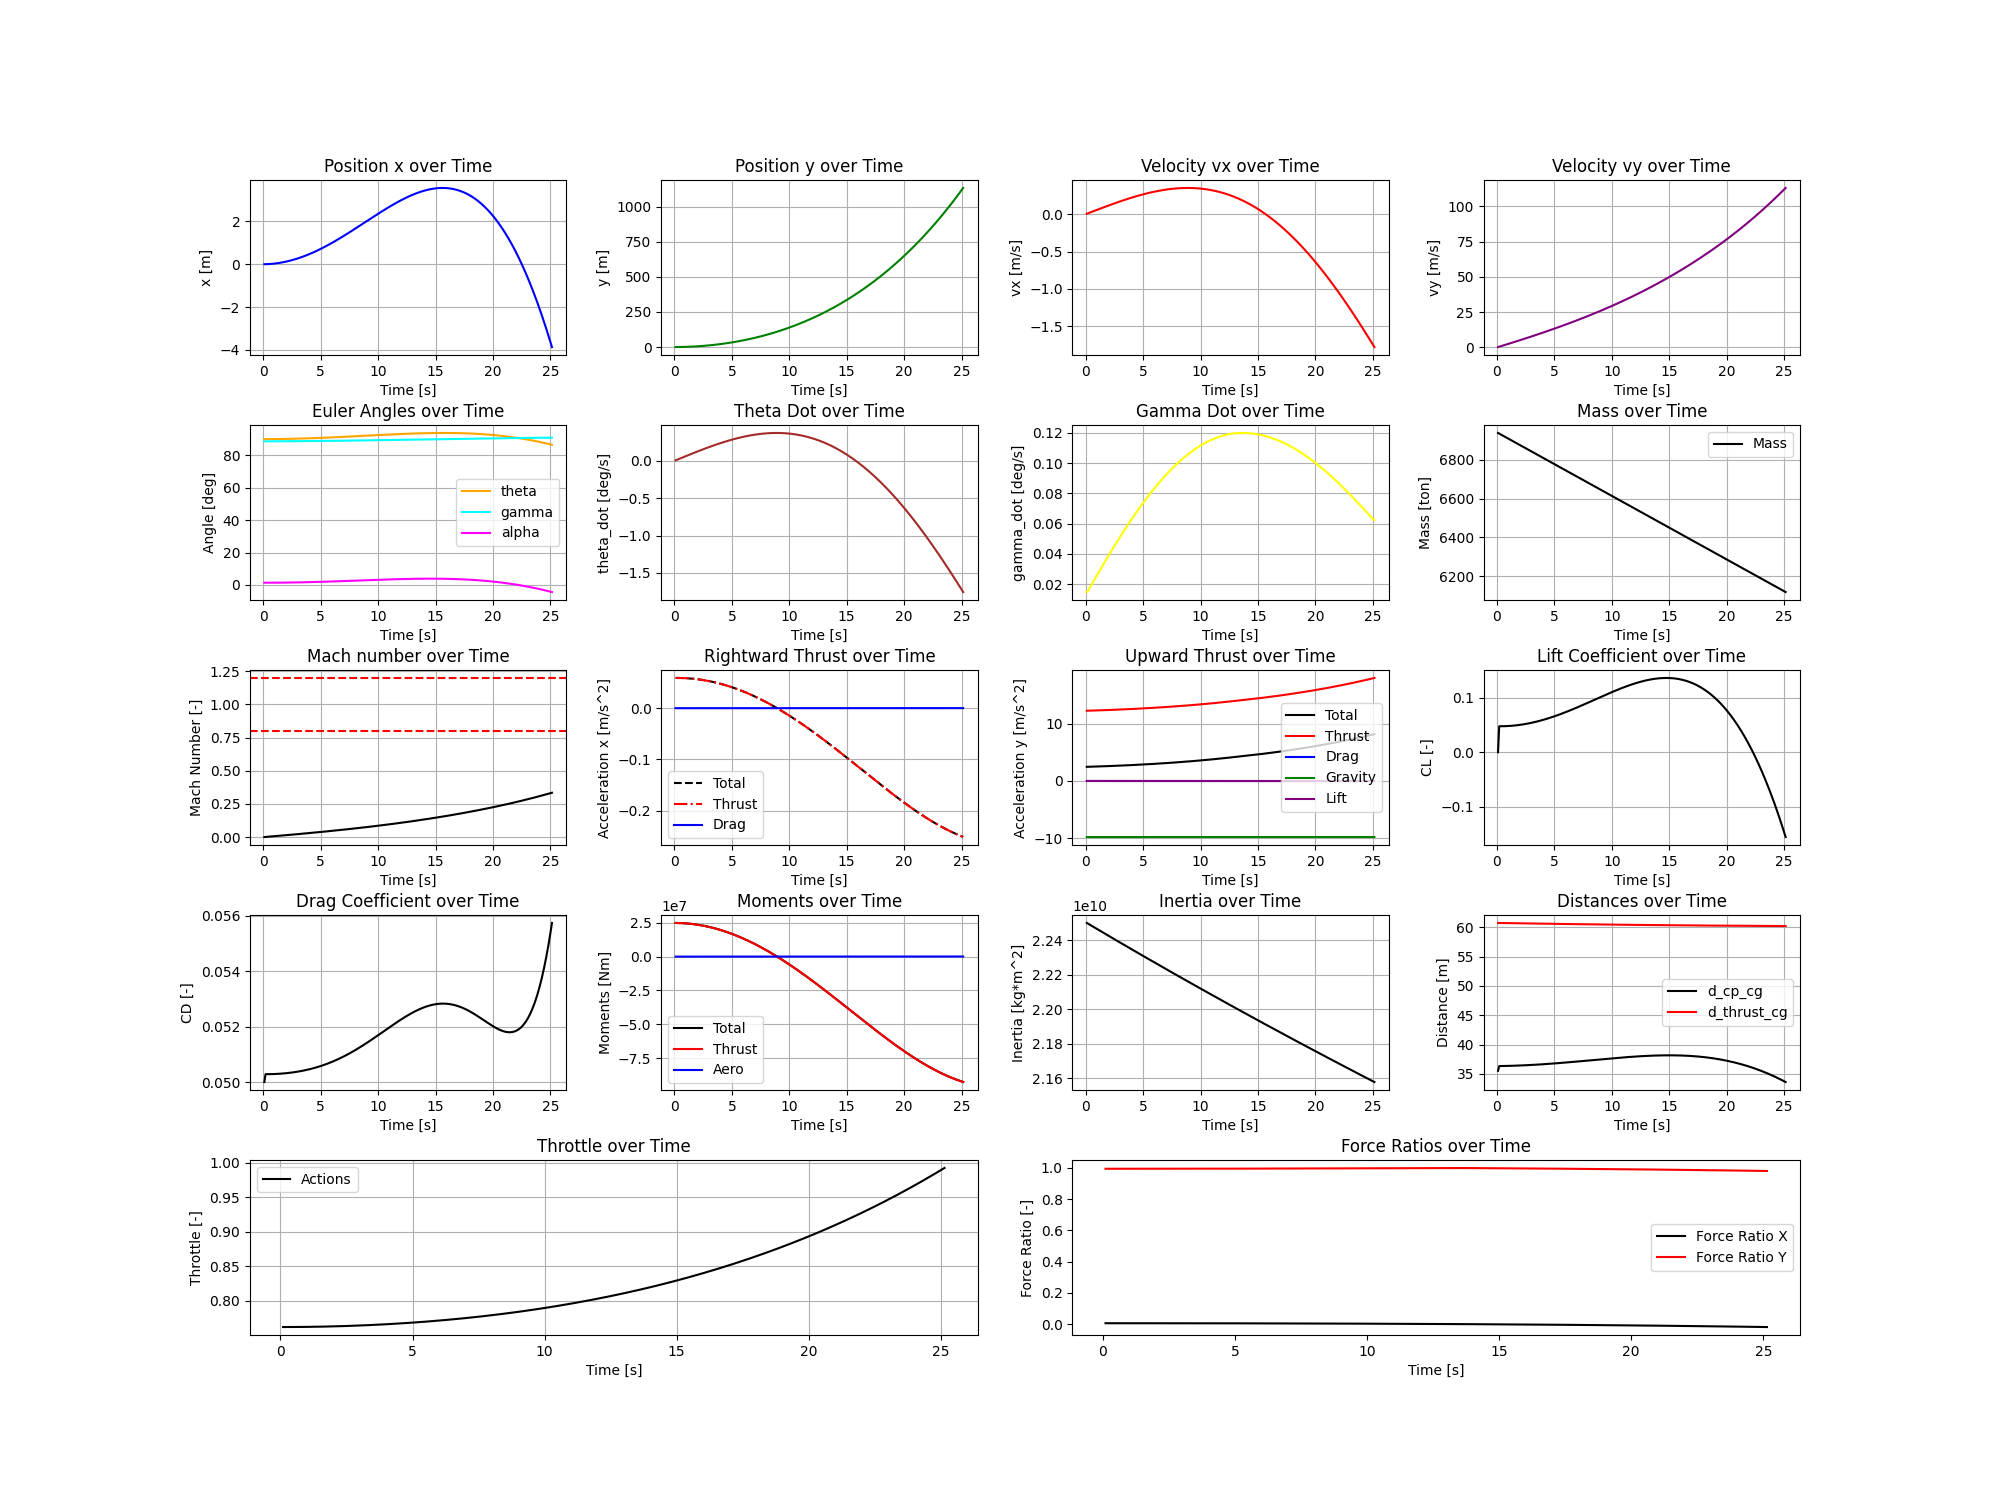 Position x over Time
x [m]
2
0
−2
−4
0 5 10 15 20 25
Time [s]
Position y over Time
y [m]
1000
750
500
250
0
0 5 10 15 20 25
Time [s]
Velocity vx over Time
vx [m/s]
0.0
−0.5
−1.0
−1.5
0 5 10 15 20 25
Time [s]
Velocity vy over Time
vy [m/s]
100
75
50
25
0
0 5 10 15 20 25
Time [s]
Euler Angles over Time
Angle [deg]
80
60
40
20
0
theta
gamma
alpha
0 5 10 15 20 25
Time [s]
Theta Dot over Time
theta_dot [deg/s]
0.0
−0.5
−1.0
−1.5
0 5 10 15 20 25
Time [s]
Gamma Dot over Time
gamma_dot [deg/s]
0.12
0.10
0.08
0.06
0.04
0.02
0 5 10 15 20 25
Time [s]
Mass over Time
Mass [ton]
6800
6600
6400
6200
Mass
0 5 10 15 20 25
Time [s]
Mach number over Time
Mach Number [-]
1.25
1.00
0.75
0.50
0.25
0.00
0 5 10 15 20 25
Time [s]
Rightward Thrust over Time
Acceleration x [m/s^2]
0.0
−0.1
−0.2
Total
Thrust
Drag
0 5 10 15 20 25
Time [s]
Upward Thrust over Time
Acceleration y [m/s^2]
10
0
−10
Total
Thrust
Drag
Gravity
Lift
0 5 10 15 20 25
Time [s]
Lift Coefficient over Time
CL [-]
0.1
0.0
−0.1
0 5 10 15 20 25
Time [s]
Drag Coefficient over Time
CD [-]
0.056
0.054
0.052
0.050
0 5 10 15 20 25
Time [s]
Moments over Time
1e7
Moments [Nm]
2.5
0.0
−2.5
−5.0
−7.5
Total
Thrust
Aero
0 5 10 15 20 25
Time [s]
Inertia over Time
1e10
Inertia [kg*m^2]
2.24
2.22
2.20
2.18
2.16
0 5 10 15 20 25
Time [s]
Distances over Time
Distance [m]
60
55
50
45
40
35
d_cp_cg
d_thrust_cg
0 5 10 15 20 25
Time [s]
Throttle over Time
Throttle [-]
1.00
0.95
0.90
0.85
0.80
Actions
0 5 10 15 20 25
Time [s]
Force Ratios over Time
Force Ratio [-]
1.0
0.8
0.6
0.4
0.2
0.0
Force Ratio X
Force Ratio Y
0 5 10 15 20 25
Time [s]